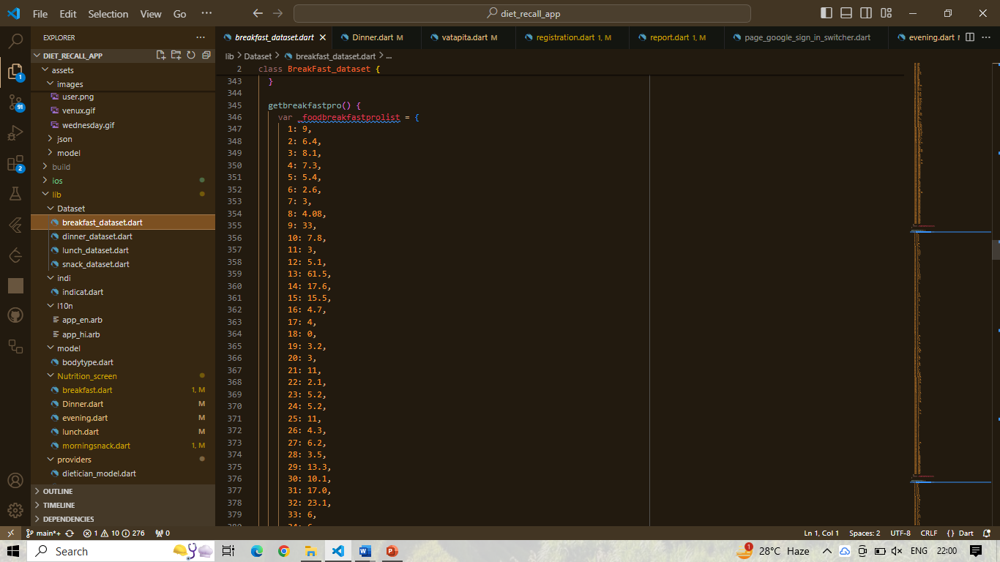 File Edit Selection View Go ··· diet_recall_app
EXPLORER ···
DIET_RECALL_APP
assets
images
user.png
venux.gif
wednesday.gif
json
model
build
ios
lib
Dataset
breakfast_dataset.dart
dinner_dataset.dart
lunch_dataset.dart
snack_dataset.dart
indi
indicat.dart
l10n
app_en.arb
app_hi.arb
model
bodytype.dart
Nutrition_screen
breakfast.dart 1, M
Dinner.dart M
evening.dart M
lunch.dart M
morningsnack.dart 1, M
providers
dietician_model.dart
OUTLINE
TIMELINE
DEPENDENCIES
1
91
2
breakfast_dataset.dart Dinner.dart M vatapita.dart M registration.dart 1, M report.dart 1, M page_google_sign_in_switcher.dart evening.dart ···
lib > Dataset > breakfast_dataset.dart > ...
2 class BreakFast_dataset {
343 }
344
345 getbreakfastpro() {
346 var _foodbreakfastprolist = {
347 1: 9,
348 2: 6.4,
349 3: 8.1,
350 4: 7.3,
351 5: 5.4,
352 6: 2.6,
353 7: 3,
354 8: 4.08,
355 9: 33,
356 10: 7.8,
357 11: 3,
358 12: 5.1,
359 13: 61.5,
360 14: 17.6,
361 15: 15.5,
362 16: 4.7,
363 17: 4,
364 18: 0,
365 19: 3.2,
366 20: 3,
367 21: 11,
368 22: 2.1,
369 23: 5.2,
370 24: 5.2,
371 25: 11,
372 26: 4.3,
373 27: 6.2,
374 28: 3.5,
375 29: 13.3,
376 30: 10.1,
377 31: 17.0,
378 32: 23.1,
379 33: 6,
main*+ 1 10 276 0 Ln 1, Col 1 Spaces: 2 UTF-8 CRLF {} Dart
Search 1 28°C Haze ENG 22:00